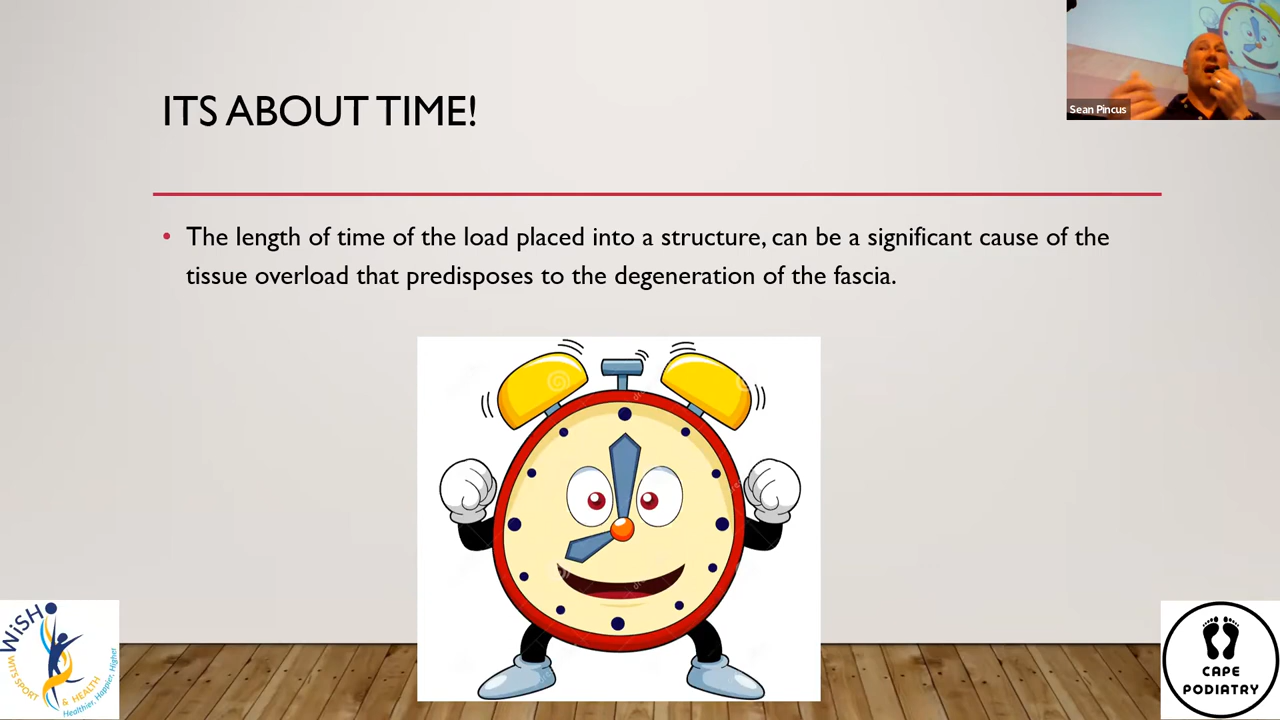 ITS ABOUT TIME!
Sean Pincus
• The length of time of the load placed into a structure, can be a significant cause of the
tissue overload that predisposes to the degeneration of the fascia.
WiSH
WITS SPORT & HEALTH
Healthier, Happier, Higher
CAPE
PODIATRY